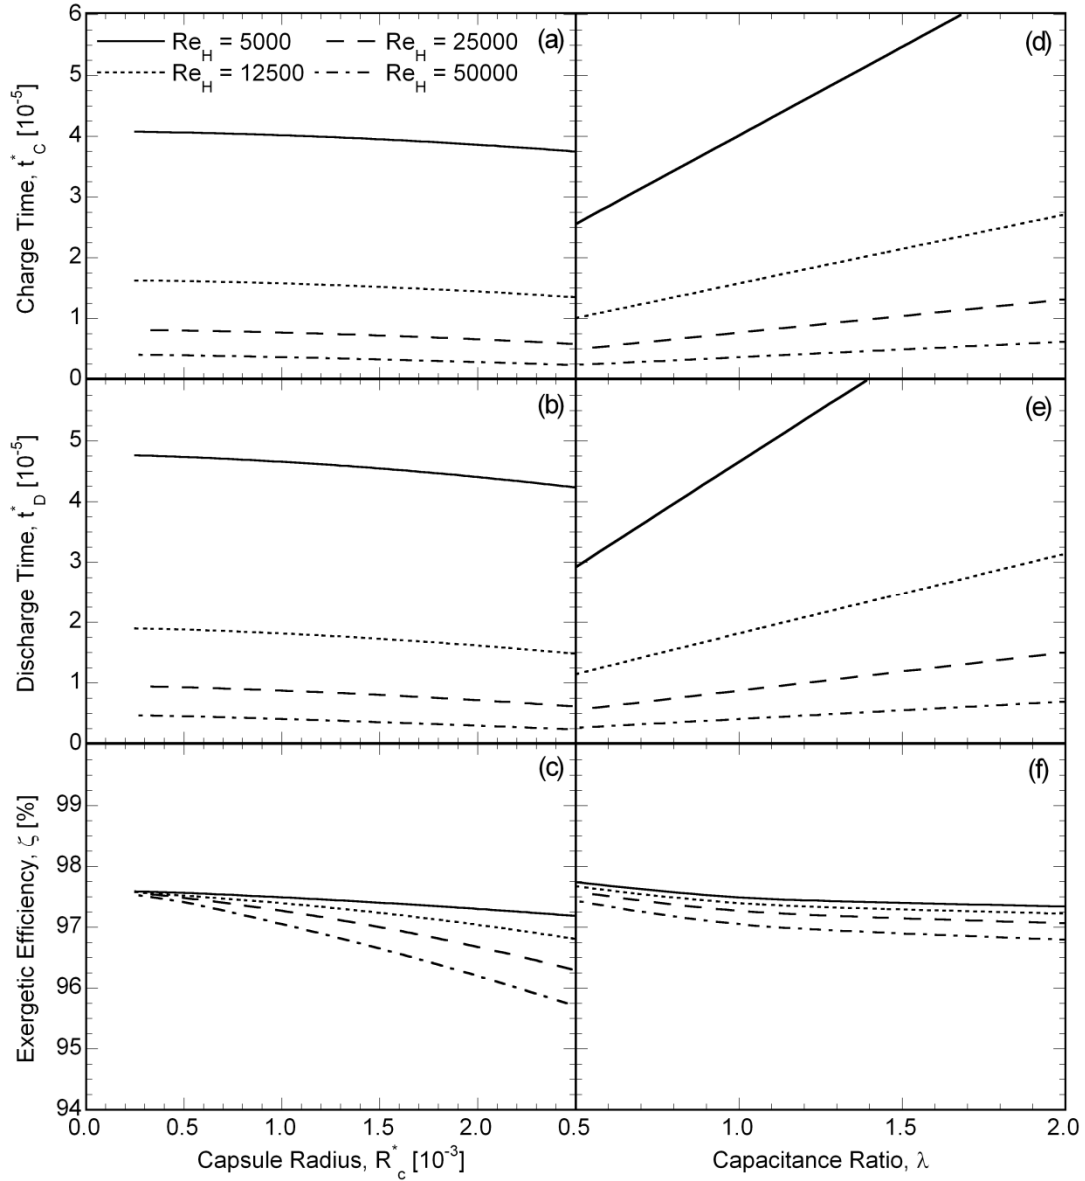 6
Re_H = 5000
Re_H = 25000
(a)
(d)
Re_H = 12500
Re_H = 50000
5
4
3
2
1
0
Charge Time, t*_C [10^-5]
(b)
(e)
5
4
3
2
1
0
Discharge Time, t*_D [10^-5]
(c)
(f)
99
98
97
96
95
94
Exergetic Efficiency, ζ [%]
0.0 0.5 1.0 1.5 2.0 0.5 1.0 1.5 2.0
Capsule Radius, R*_c [10^-3]
Capacitance Ratio, λ